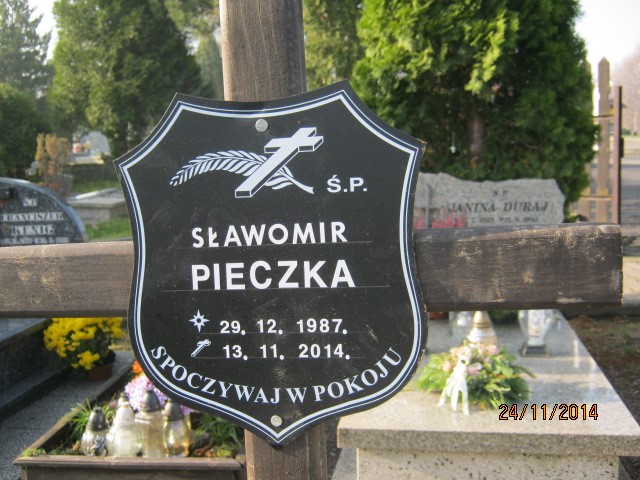 Ś.P.
SŁAWOMIR
PIECZKA
29. 12. 1987.
13. 11. 2014.
SPOCZYWAJ W POKOJU
Ś.P.
JANINA DURAJ
24/11/2014